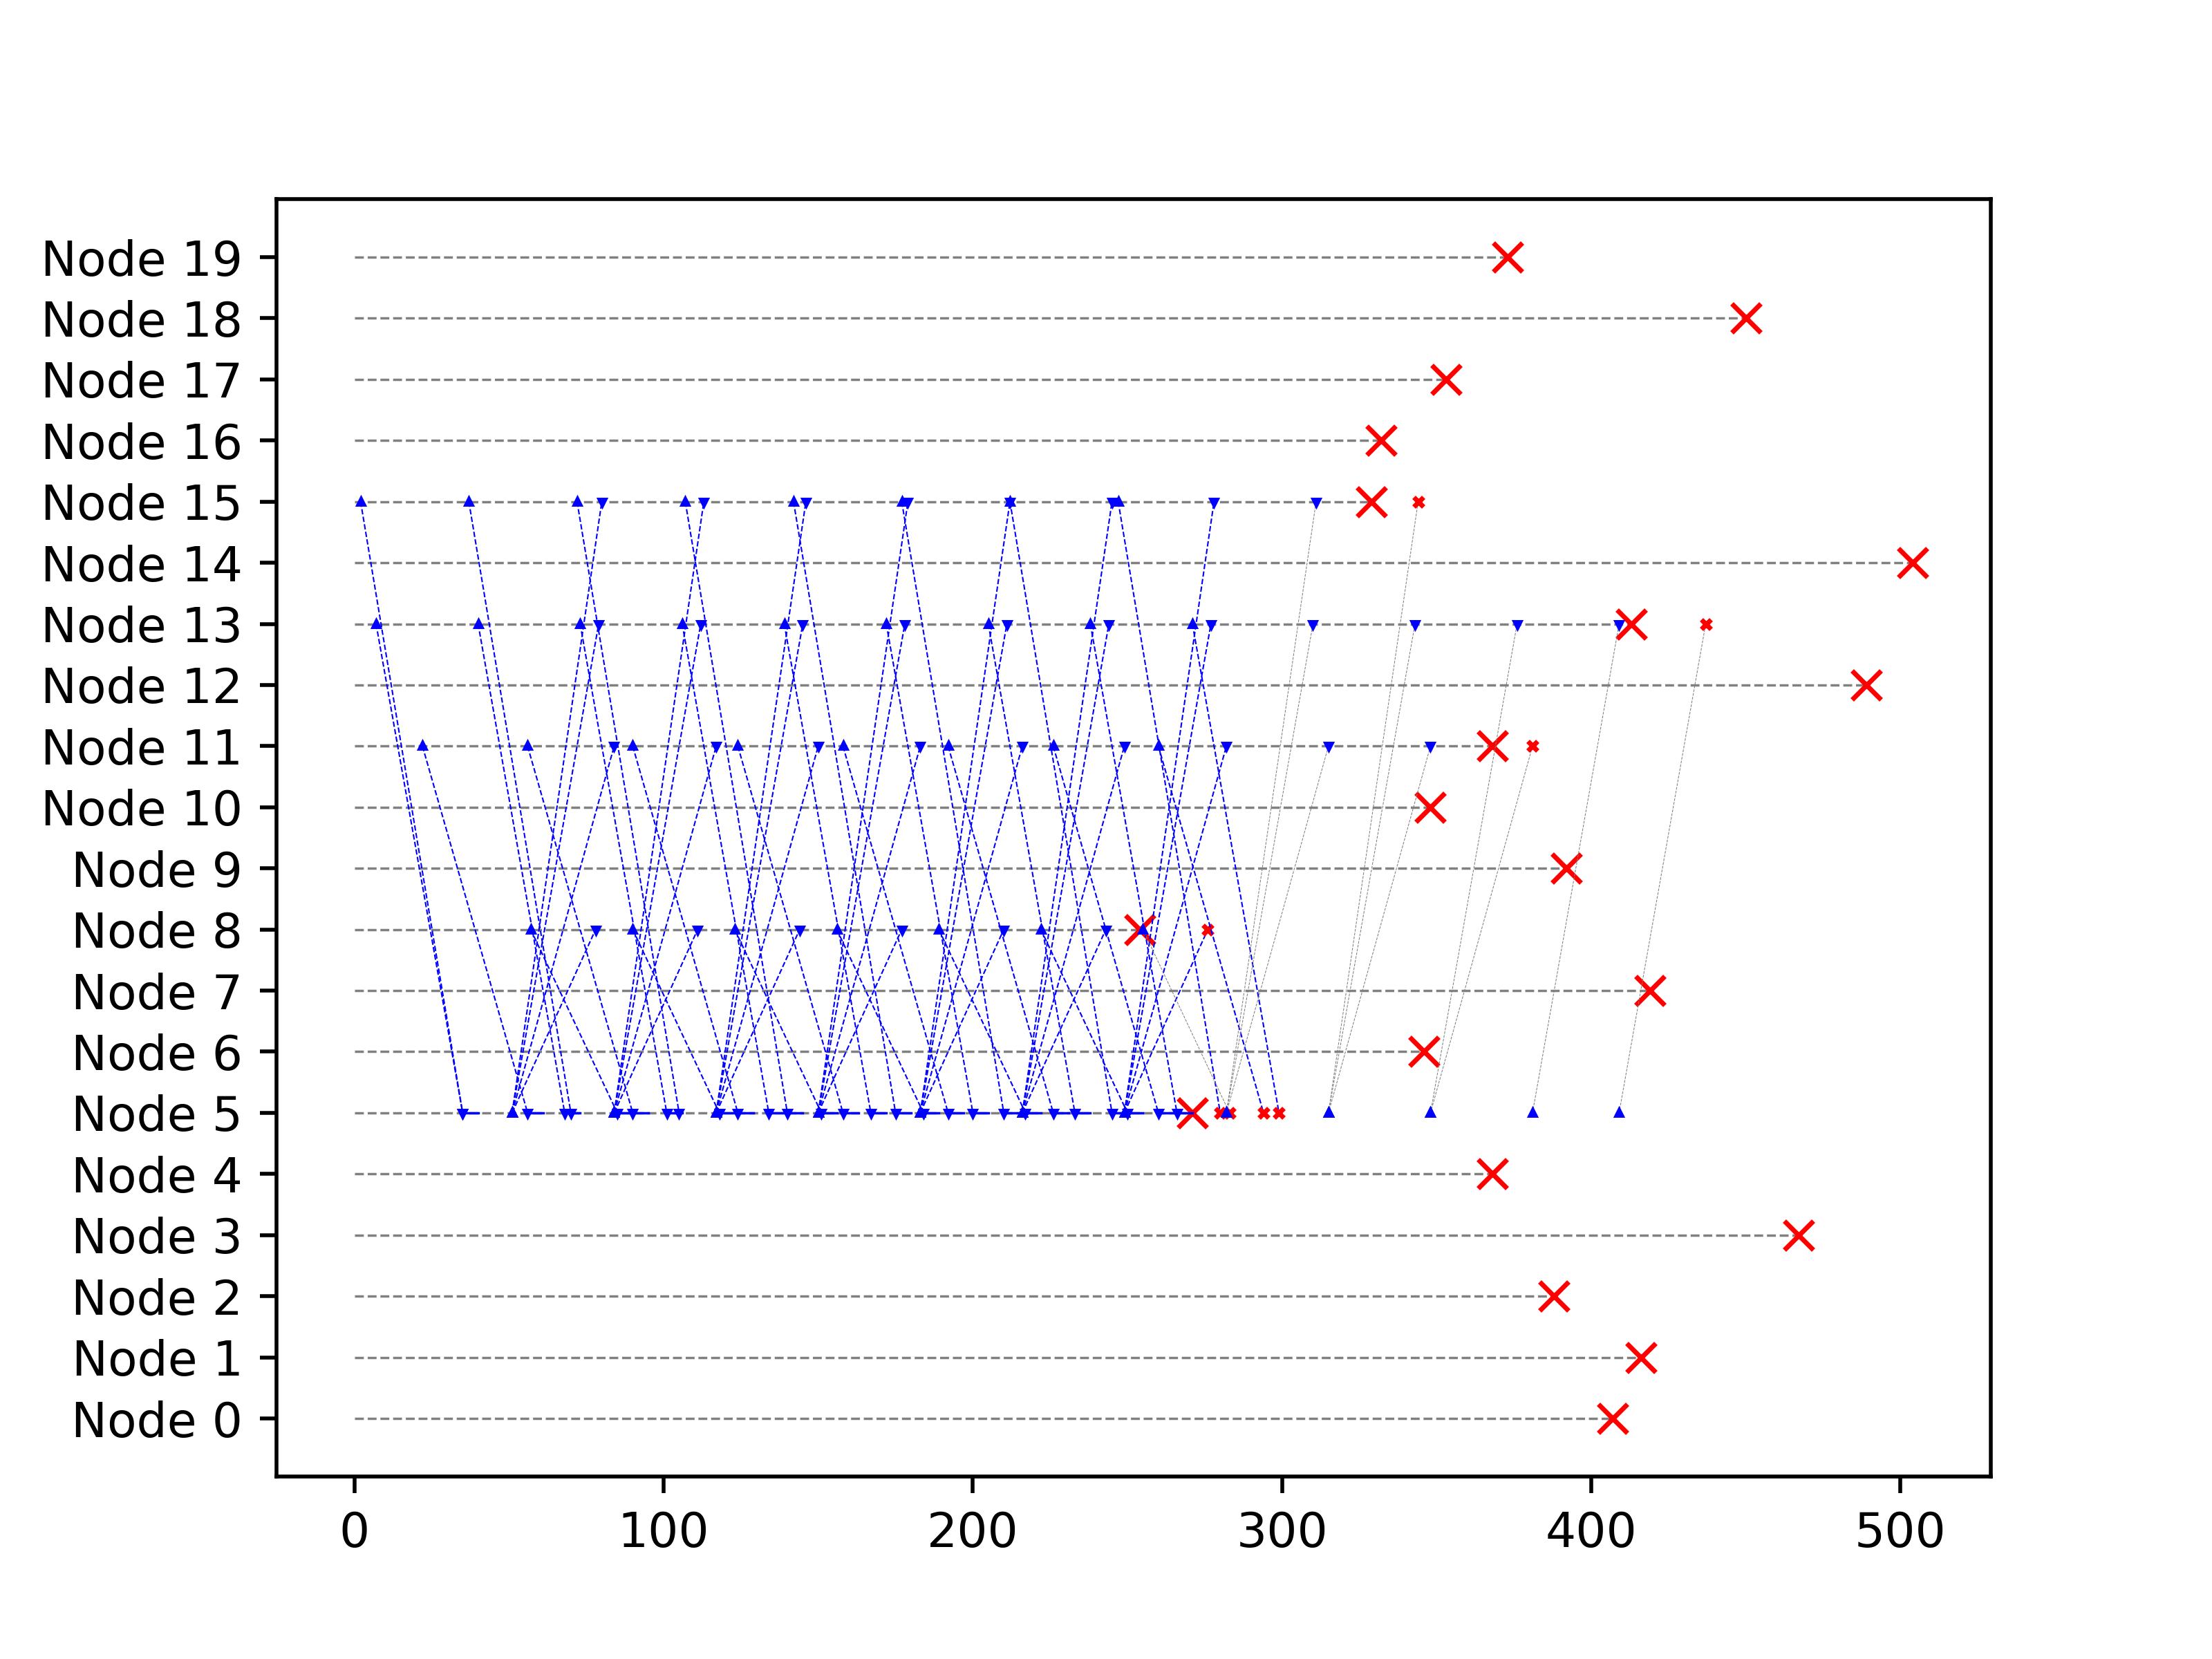 Node 19
Node 18
Node 17
Node 16
Node 15
Node 14
Node 13
Node 12
Node 11
Node 10
Node 9
Node 8
Node 7
Node 6
Node 5
Node 4
Node 3
Node 2
Node 1
Node 0
0 100 200 300 400 500